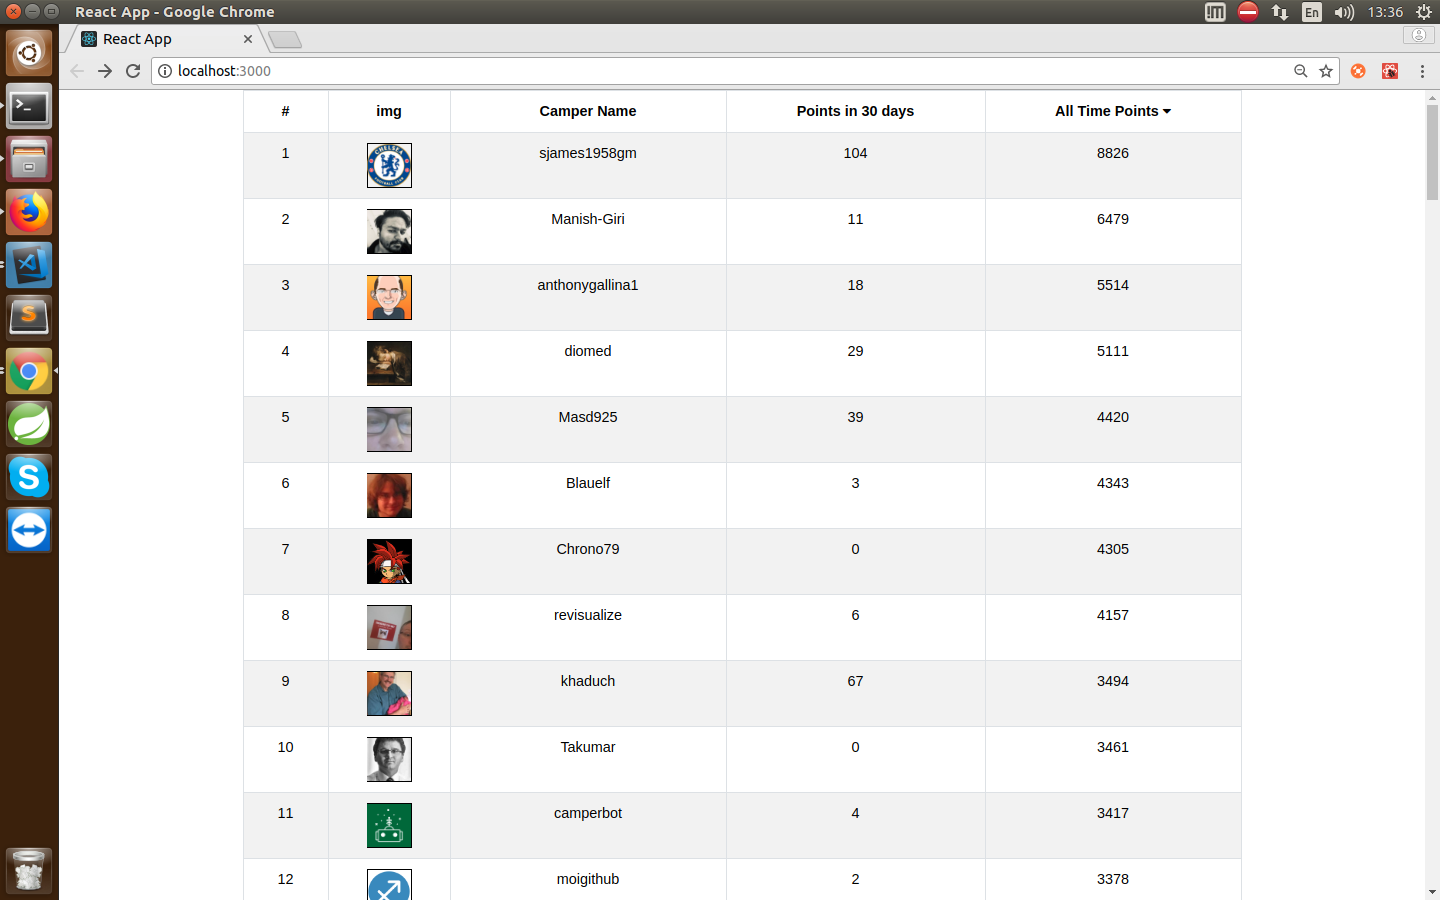 React App - Google Chrome
En
13:36
React App
localhost:3000
# img Camper Name Points in 30 days All Time Points
1 sjames1958gm 104 8826
2 Manish-Giri 11 6479
3 anthonygallina1 18 5514
4 diomed 29 5111
5 Masd925 39 4420
6 Blauelf 3 4343
7 Chrono79 0 4305
8 revisualize 6 4157
9 khaduch 67 3494
10 Takumar 0 3461
11 camperbot 4 3417
12 moigithub 2 3378
CHELSEA
FOOTBALL CLUB